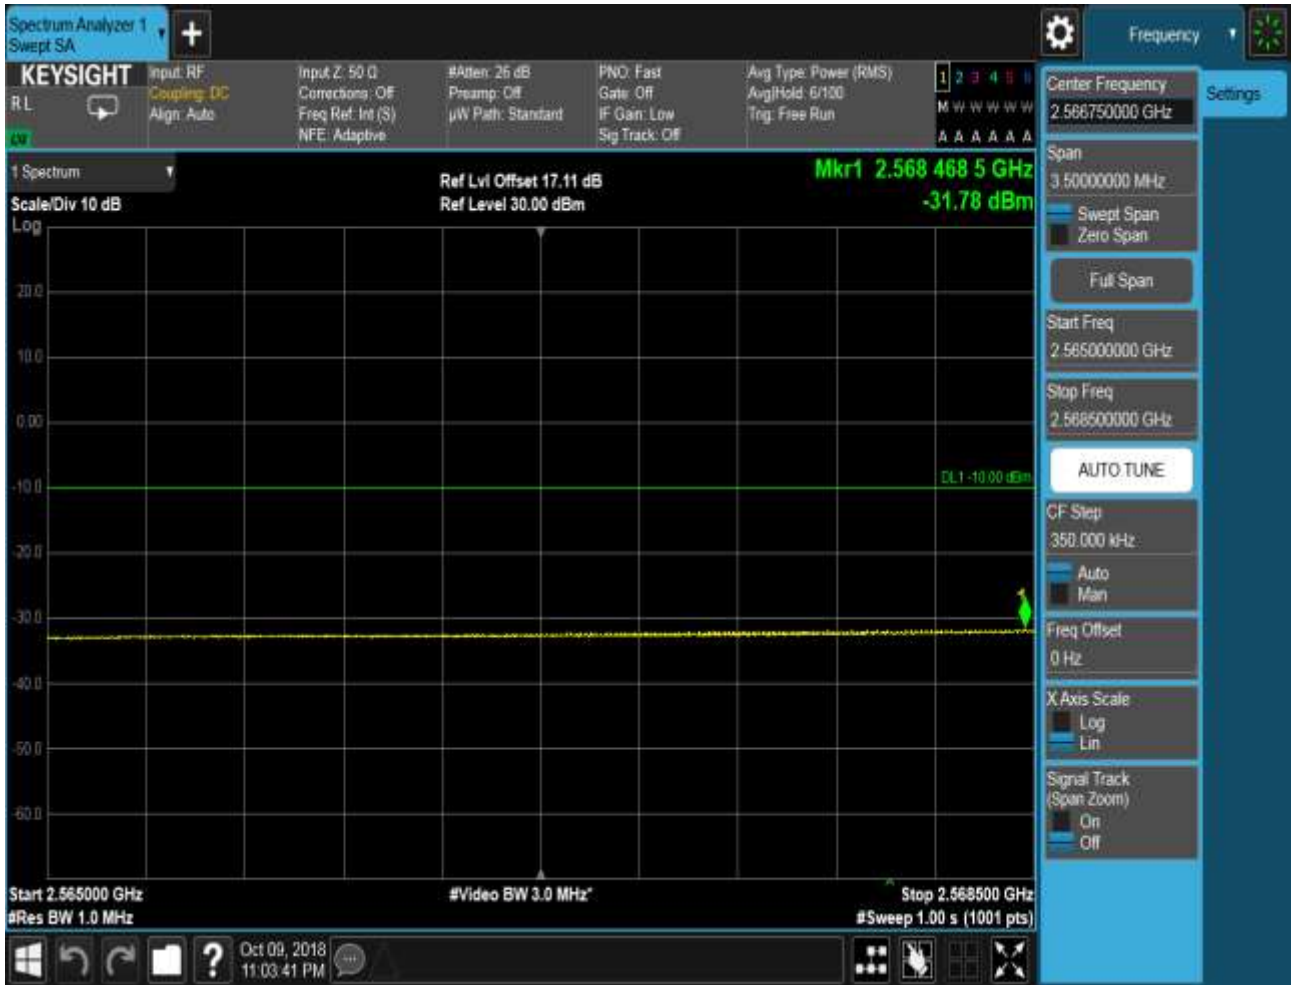 Spectrum Analyzer 1
Swept SA
+
Frequency
KEYSIGHT
R L
Input: RF
Coupling: DC
Align: Auto
Input Z: 50 Ω
Corrections: Off
Freq Ref: Int (S)
NFE: Adaptive
#Atten: 26 dB
Preamp: Off
µW Path: Standard
PNO: Fast
Gate: Off
IF Gain: Low
Sig Track: Off
Avg Type: Power (RMS)
Avg|Hold: 6/100
Trig: Free Run
1 2 3 4 5 6
M W W W W W
A A A A A A
1 Spectrum
Scale/Div 10 dB
Log
Ref Lvl Offset 17.11 dB
Ref Level 30.00 dBm
Mkr1 2.568 468 5 GHz
-31.78 dBm
20.0
10.0
0.00
-10.0
-20.0
-30.0
-40.0
-50.0
-60.0
DL1 -10.00 dBm
1
Start 2.565000 GHz
#Res BW 1.0 MHz
#Video BW 3.0 MHz*
Stop 2.568500 GHz
#Sweep 1.00 s (1001 pts)
Center Frequency
2.566750000 GHz
Settings
Span
3.50000000 MHz
Swept Span
Zero Span
Full Span
Start Freq
2.565000000 GHz
Stop Freq
2.568500000 GHz
AUTO TUNE
CF Step
350.000 kHz
Auto
Man
Freq Offset
0 Hz
X Axis Scale
Log
Lin
Signal Track
(Span Zoom)
On
Off
?
Oct 09, 2018
11:03:41 PM